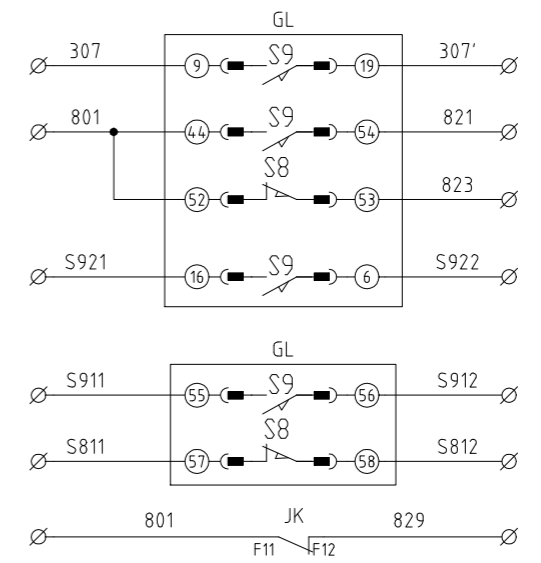 GL
307 9 S9 19 307'
801 44 S9 54 821
52 S8 53 823
S921 16 S9 6 S922
GL
S911 55 S9 56 S912
S811 57 S8 58 S812
801 JK 829
F11 F12